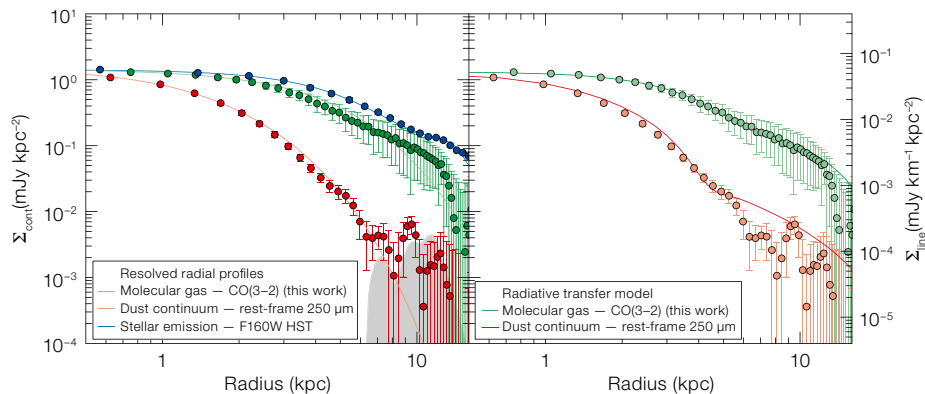 10¹
10⁰
10⁻¹
10⁻²
10⁻³
10⁻⁴
Σcont(mJy kpc⁻²)
Resolved radial profiles
Molecular gas — CO(3–2) (this work)
Dust continuum — rest-frame 250 µm
Stellar emission — F160W HST
1
10
Radius (kpc)
Radiative transfer model
Molecular gas — CO(3–2) (this work)
Dust continuum — rest-frame 250 µm
1
10
Radius (kpc)
10⁻¹
10⁻²
10⁻³
10⁻⁴
10⁻⁵
Σline(mJy km⁻¹ kpc⁻²)